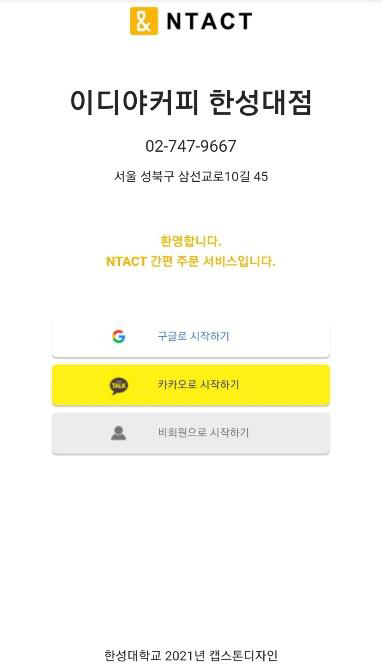 & NTACT
이디야커피 한성대점
02-747-9667
서울 성북구 삼선교로10길 45
환영합니다.
NTACT 간편 주문 서비스입니다.
구글로 시작하기
TALK 카카오로 시작하기
비회원으로 시작하기
한성대학교 2021년 캡스톤디자인